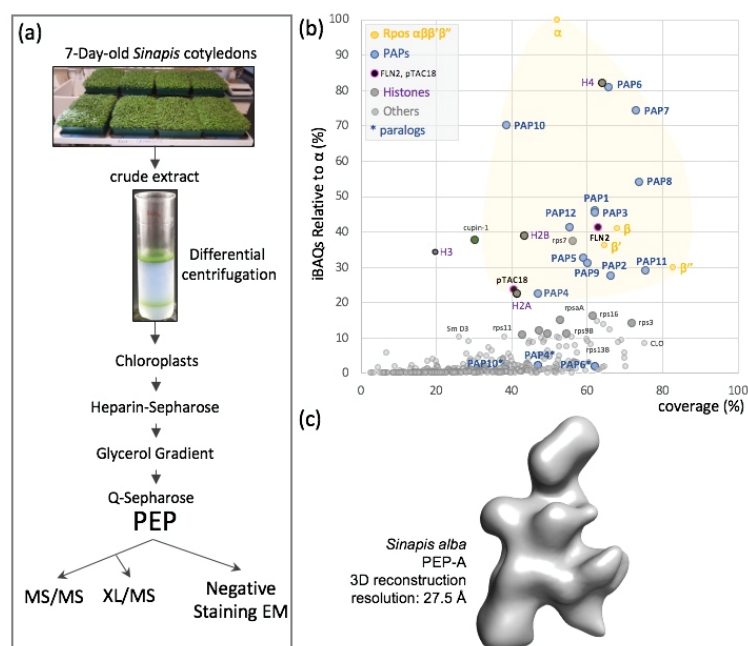 (a)
7-Day-old Sinapis cotyledons
crude extract
Differential
centrifugation
Chloroplasts
Heparin-Sepharose
Glycerol Gradient
Q-Sepharose
PEP
MS/MS
XL/MS
Negative
Staining EM
(b)
iBAQs Relative to α (%)
100
90
80
70
60
50
40
30
20
10
0
Rpos αββ'β"
PAPs
FLN2, pTAC18
Histones
Others
* paralogs
α
H4
PAP6
PAP7
PAP10
PAP8
PAP1
PAP3
PAP12
FLN2
β
cupin-1
H2B
rps7
β'
H3
PAP5
PAP9
PAP2
PAP11
β"
pTAC18
H2A
PAP4
rpsaA
rps16
rps3
Sm D3
rps11
rps9B
rps13B
CLO
PAP10*
PAP4*
PAP6*
0
20
40
60
80
100
coverage (%)
(c)
Sinapis alba
PEP-A
3D reconstruction
resolution: 27.5 Å